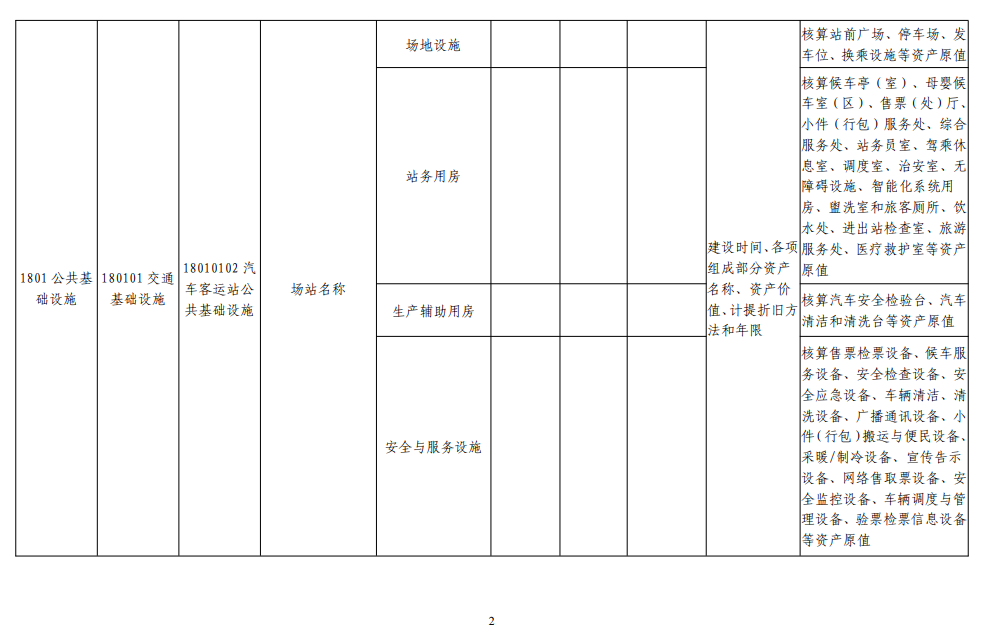 1801 公共基
础设施
180101 交通
基础设施
18010102 汽
车客运站公
共基础设施
场站名称
场地设施
站务用房
生产辅助用房
安全与服务设施
建设时间、各项
组成部分资产
名称、资产价
值、计提折旧方
法和年限
核算站前广场、停车场、发
车位、换乘设施等资产原值
核算候车亭（室）、母婴候
车室（区）、售票（处）厅、
小件（行包）服务处、综合
服务处、站务员室、驾乘休
息室、调度室、治安室、无
障碍设施、智能化系统用
房、盥洗室和旅客厕所、饮
水处、进出站检查室、旅游
服务处、医疗救护室等资产
原值
核算汽车安全检验台、汽车
清洁和清洗台等资产原值
核算售票检票设备、候车服
务设备、安全检查设备、安
全应急设备、车辆清洁、清
洗设备、广播通讯设备、小
件(行包)搬运与便民设备、
采暖/制冷设备、宣传告示
设备、网络售取票设备、安
全监控设备、车辆调度与管
理设备、验票检票信息设备
等资产原值
2